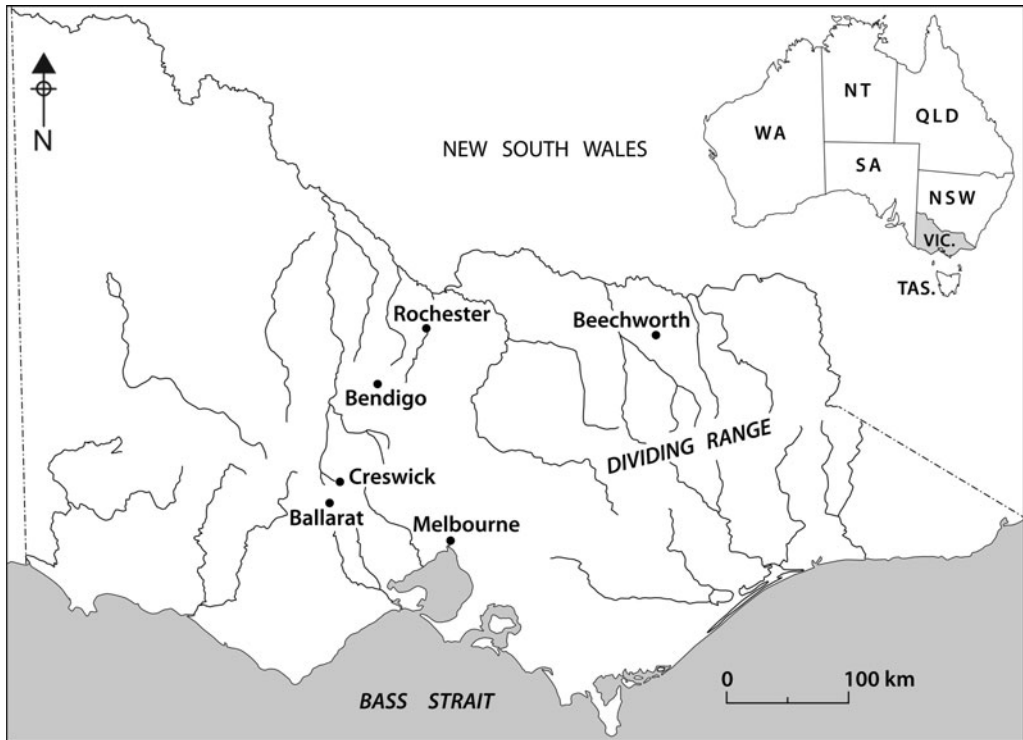 N
NEW SOUTH WALES
WA
NT
QLD
SA
NSW
VIC.
TAS.
Rochester
Beechworth
Bendigo
DIVIDING RANGE
Creswick
Ballarat
Melbourne
0 100 km
BASS STRAIT